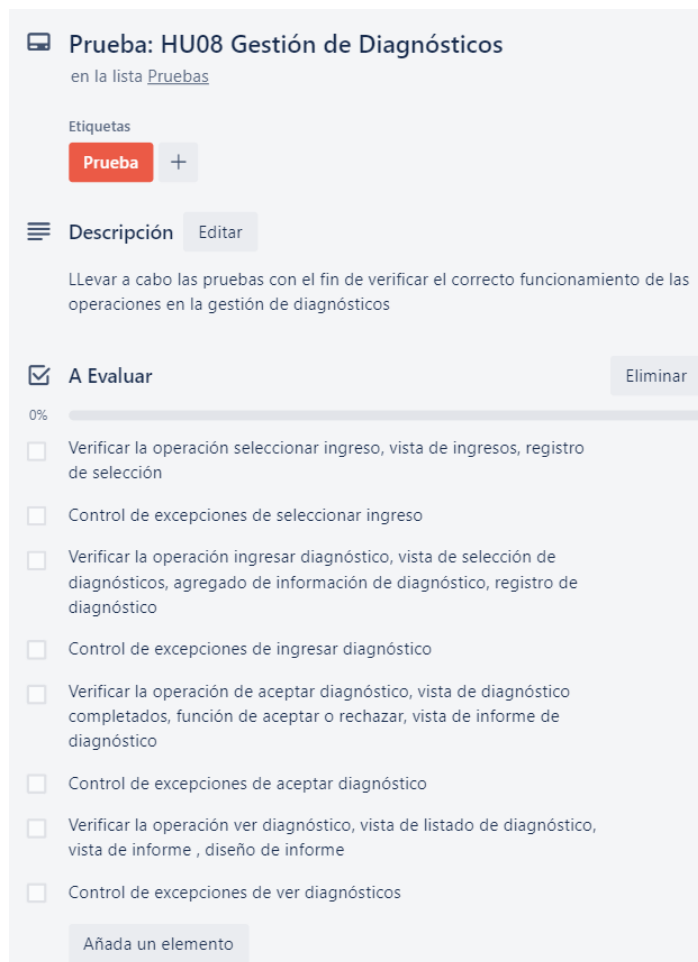 Prueba: HU08 Gestión de Diagnósticos
en la lista Pruebas
Etiquetas
Prueba +
Descripción Editar
LLevar a cabo las pruebas con el fin de verificar el correcto funcionamiento de las
operaciones en la gestión de diagnósticos
A Evaluar Eliminar
0%
Verificar la operación seleccionar ingreso, vista de ingresos, registro
de selección
Control de excepciones de seleccionar ingreso
Verificar la operación ingresar diagnóstico, vista de selección de
diagnósticos, agregado de información de diagnóstico, registro de
diagnóstico
Control de excepciones de ingresar diagnóstico
Verificar la operación de aceptar diagnóstico, vista de diagnóstico
completados, función de aceptar o rechazar, vista de informe de
diagnóstico
Control de excepciones de aceptar diagnóstico
Verificar la operación ver diagnóstico, vista de listado de diagnóstico,
vista de informe , diseño de informe
Control de excepciones de ver diagnósticos
Añada un elemento